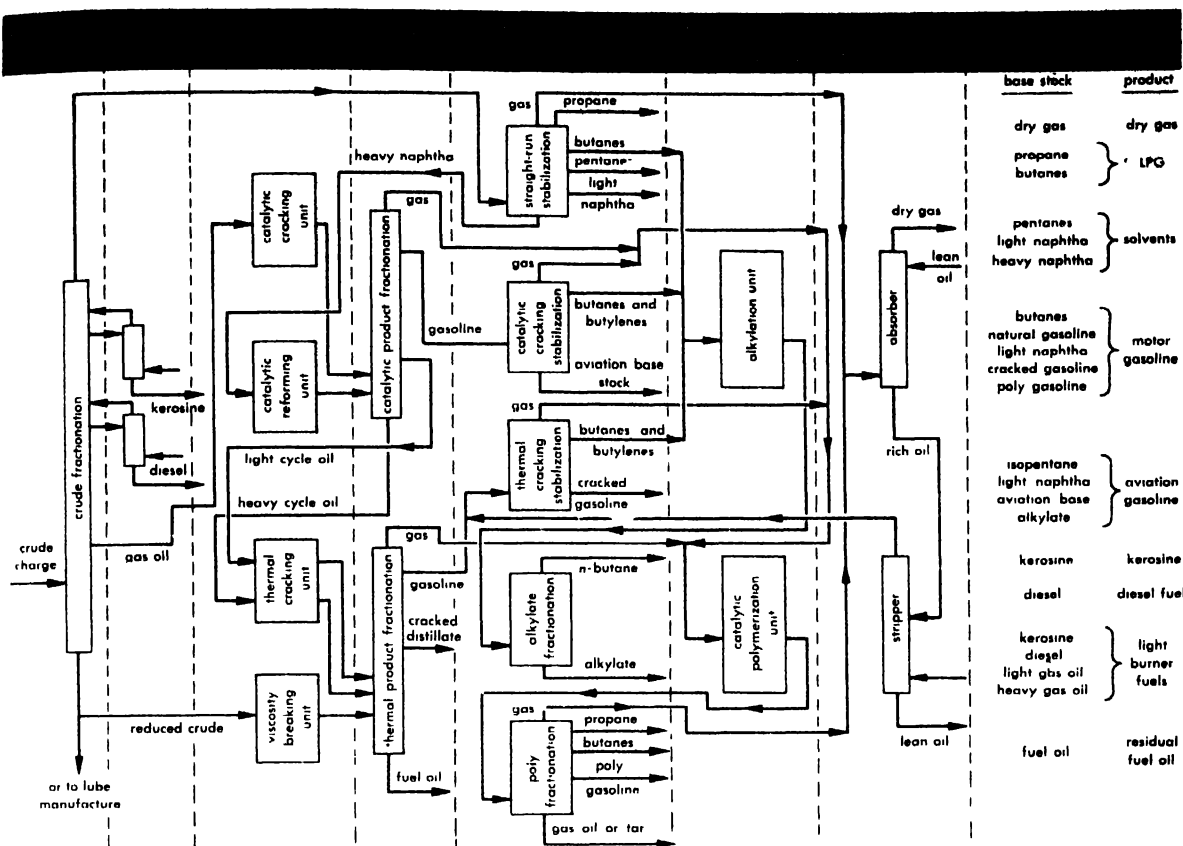 base stock
product
dry gas
dry gas
propane
butanes
LPG
pentanes
light naphtha
heavy naphtha
solvents
butanes
natural gasoline
light naphtha
cracked gasoline
poly gasoline
motor
gasoline
isopentane
light naphtha
aviation base
alkylate
aviation
gasoline
kerosine
kerosine
diesel
diesel fuel
kerosine
diesel
light gas oil
heavy gas oil
light
burner
fuels
fuel oil
residual
fuel oil
crude
charge
crude fractionation
kerosine
diesel
gas oil
reduced crude
or to lube
manufacture
heavy naphtha
catalytic
cracking
unit
catalytic
reforming
unit
light cycle oil
heavy cycle oil
thermal
cracking
unit
viscosity
breaking
unit
gas
catalytic product fractionation
gasoline
gas
thermal product fractionation
gasoline
cracked
distillate
fuel oil
gas
propane
straight-run
stabilization
butanes
pentane
light
naphtha
gas
catalytic
cracking
stabilization
butanes and
butylenes
aviation base
stock
gas
thermal
cracking
stabilization
butanes and
butylenes
cracked
gasoline
n-butane
alkylate
fractionation
alkylate
gas
poly
fractionation
propane
butanes
poly
gasolinn
gas oil or tar
alkylation unit
catalytic
polymerization
unit
dry gas
lean
oil
absorber
rich oil
stripper
lean oil